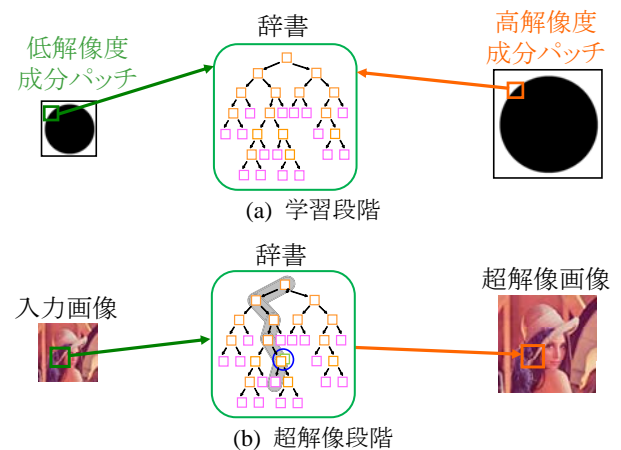 辞書
低解像度
成分パッチ
高解像度
成分パッチ
(a) 学習段階
辞書
入力画像
超解像画像
(b) 超解像段階